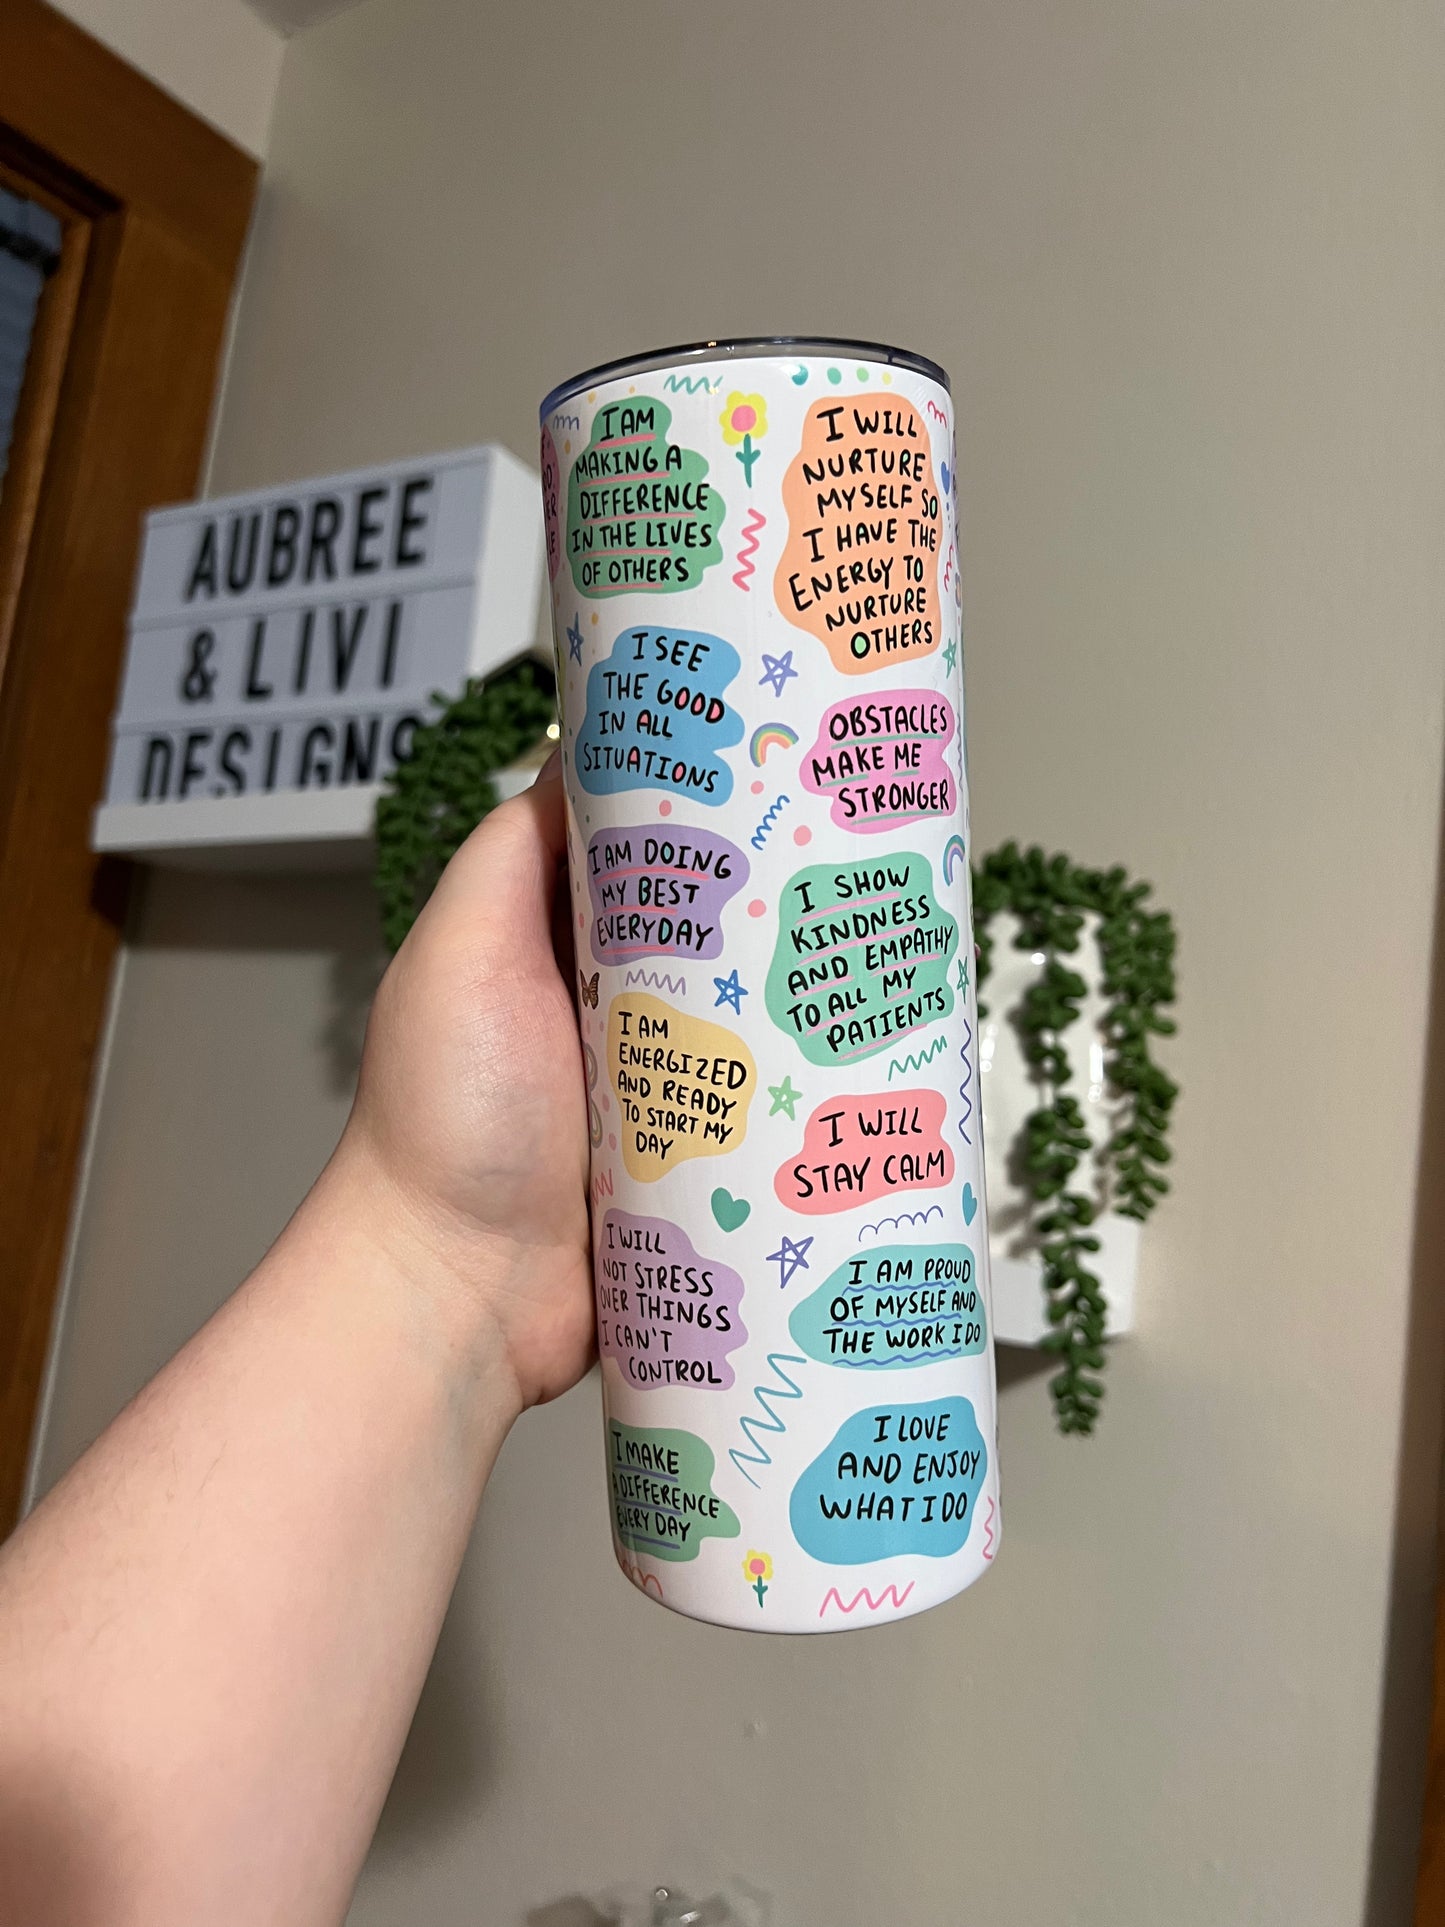 AUBREE
& LIVI
DESIGNS
I AM
MAKING A
DIFFERENCE
IN THE LIVES
OF OTHERS
I SEE
THE GOOD
IN ALL
SITUATIONS
I AM DOING
MY BEST
EVERYDAY
I AM
ENERGIZED
AND READY
TO START MY
DAY
I WILL
NOT STRESS
OVER THINGS
I CAN'T
CONTROL
I MAKE
A DIFFERENCE
EVERY DAY
I WILL
NURTURE
MYSELF SO
I HAVE THE
ENERGY TO
NURTURE
OTHERS
OBSTACLES
MAKE ME
STRONGER
I SHOW
KINDNESS
AND EMPATHY
TO ALL MY
PATIENTS
I WILL
STAY CALM
I AM PROUD
OF MYSELF AND
THE WORK I DO
I LOVE
AND ENJOY
WHAT I DO